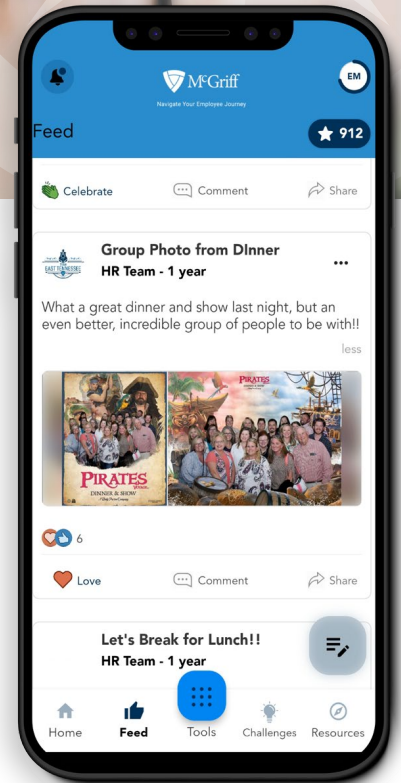 McGriff
EM
Navigate Your Employee Journey
Feed
912
Celebrate
Comment
Share
Group Photo from DInner
EAST TENNESSEE
HR Team - 1 year
What a great dinner and show last night, but an
even better, incredible group of people to be with!!
less
PIRATES
PIRATES
DINNER & SHOW
6
Love
Comment
Share
Let's Break for Lunch!!
HR Team - 1 year
Home
Feed
Tools
Challenges
Resources